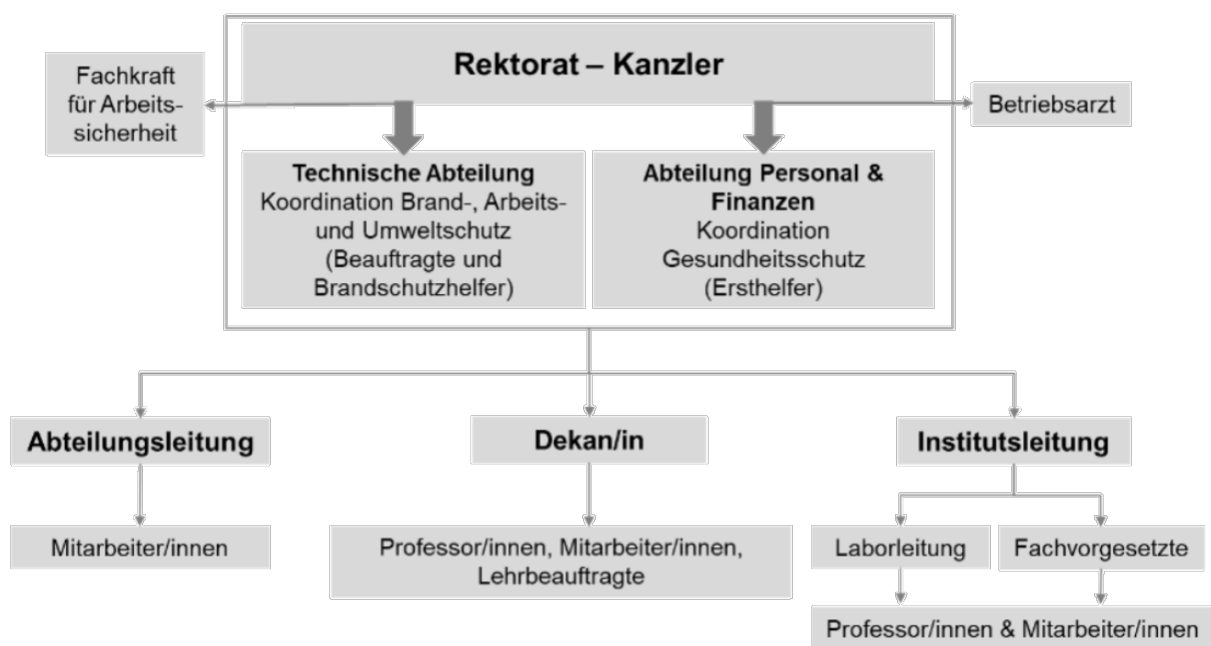 Rektorat – Kanzler
Fachkraft
für Arbeits-
sicherheit
Betriebsarzt
Technische Abteilung
Koordination Brand-, Arbeits-
und Umweltschutz
(Beauftragte und
Brandschutzhelfer)
Abteilung Personal &
Finanzen
Koordination
Gesundheitsschutz
(Ersthelfer)
Abteilungsleitung
Mitarbeiter/innen
Dekan/in
Professor/innen, Mitarbeiter/innen,
Lehrbeauftragte
Institutsleitung
Laborleitung
Fachvorgesetzte
Professor/innen & Mitarbeiter/innen